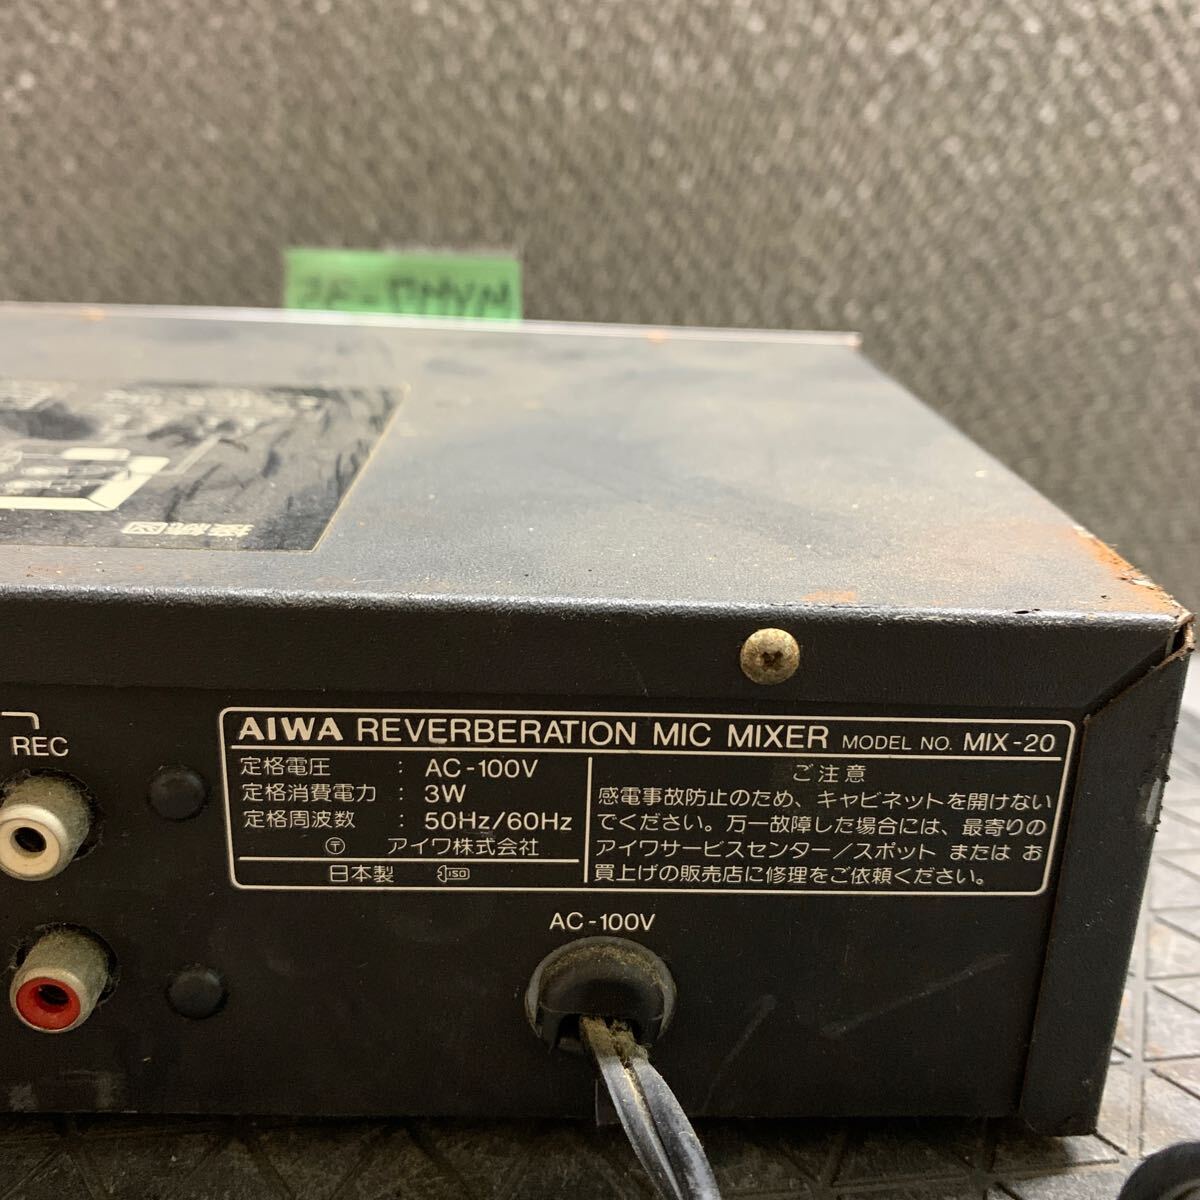 REC
AIWA REVERBERATION MIC MIXER MODEL NO. MIX-20
定格電圧 : AC-100V
定格消費電力 : 3W
定格周波数 : 50Hz/60Hz
〒 アイワ株式会社
日本製 ISO
ご注意
感電事故防止のため、キャビネットを開けない
でください。万一故障した場合には、最寄りの
アイワサービスセンター/スポット または お
買上げの販売店に修理をご依頼ください。
AC-100V